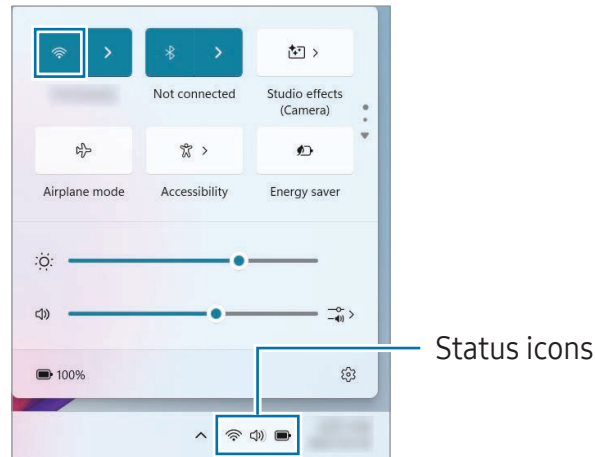 Not connected
Studio effects
(Camera)
Airplane mode
Accessibility
Energy saver
100%
Status icons